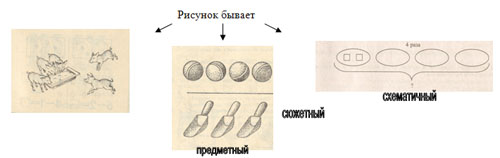 Рисунок бывает
4 раза
?
схематичный
сюжетный
предметный